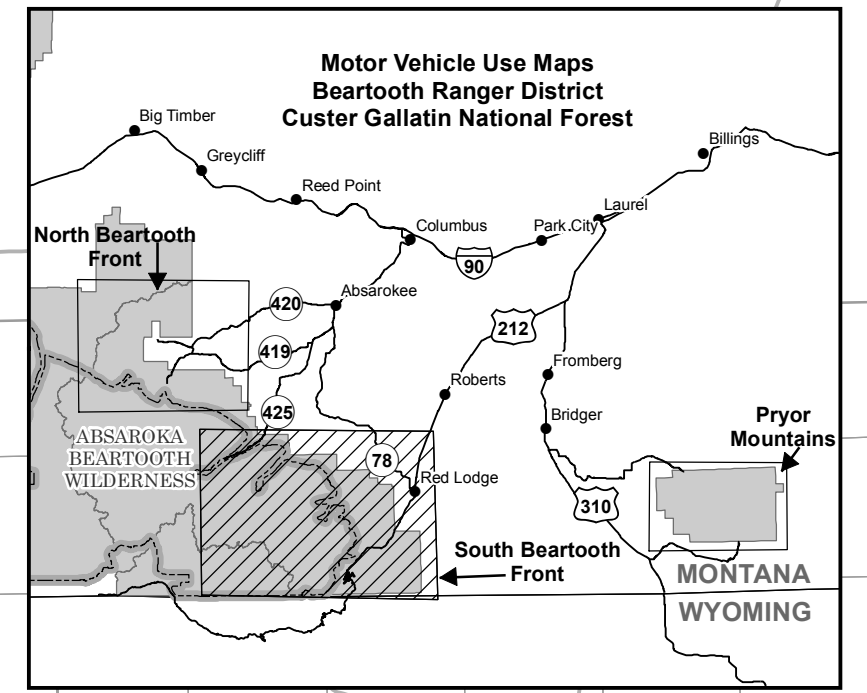 Motor Vehicle Use Maps
Beartooth Ranger District
Custer Gallatin National Forest
Big Timber
Greycliff
Billings
Reed Point
Laurel
Columbus
Park City
North Beartooth
Front
90
Absarokee
420
212
419
Fromberg
Roberts
425
Bridger
Pryor
Mountains
ABSAROKA
BEARTOOTH
WILDERNESS
78
Red Lodge
310
South Beartooth
Front
MONTANA
WYOMING